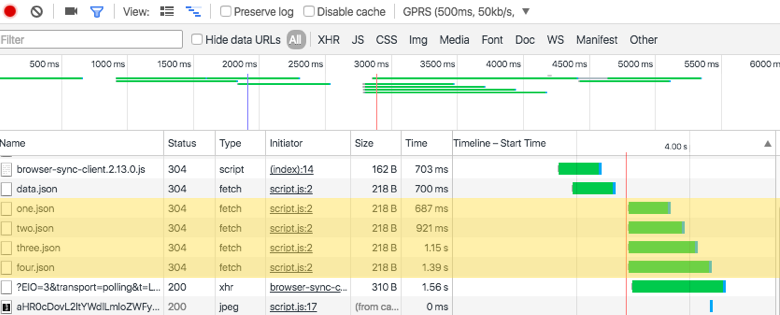 View: Preserve log Disable cache GPRS (500ms, 50kb/s,
Filter Hide data URLs All XHR JS CSS Img Media Font Doc WS Manifest Other
500 ms 1000 ms 1500 ms 2000 ms 2500 ms 3000 ms 3500 ms 4000 ms 4500 ms 5000 ms 5500 ms 6000 m
Name Status Type Initiator Size Time Timeline – Start Time 4.00 s
browser-sync-client.2.13.0.js 304 script (index):14 162 B 703 ms
data.json 304 fetch script.js:2 218 B 700 ms
one.json 304 fetch script.js:2 218 B 687 ms
two.json 304 fetch script.js:2 218 B 921 ms
three.json 304 fetch script.js:2 218 B 1.15 s
four.json 304 fetch script.js:2 218 B 1.39 s
?EIO=3&transport=polling&t=L... 200 xhr browser-sync-c... 310 B 1.56 s
200 jpeg script.js:17 (from ca... 0 ms